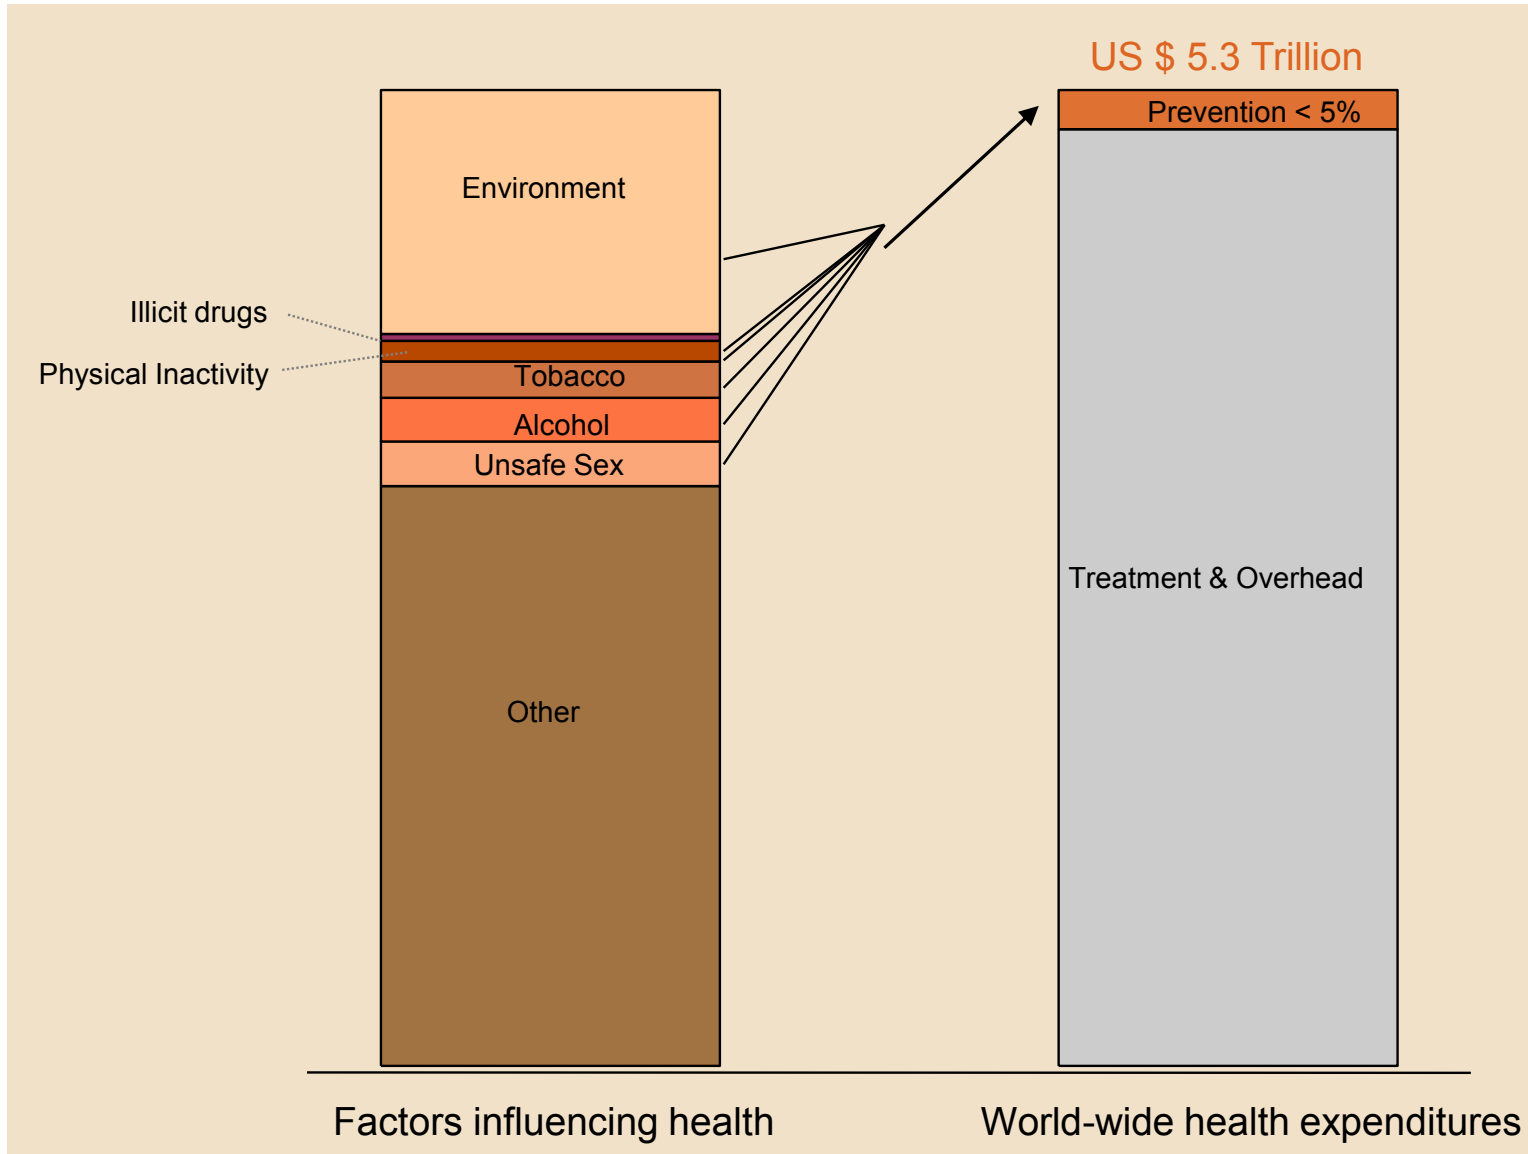 US $ 5.3 Trillion
Prevention < 5%
Environment
Illicit drugs
Physical Inactivity
Tobacco
Alcohol
Unsafe Sex
Treatment & Overhead
Other
Factors influencing health
World-wide health expenditures